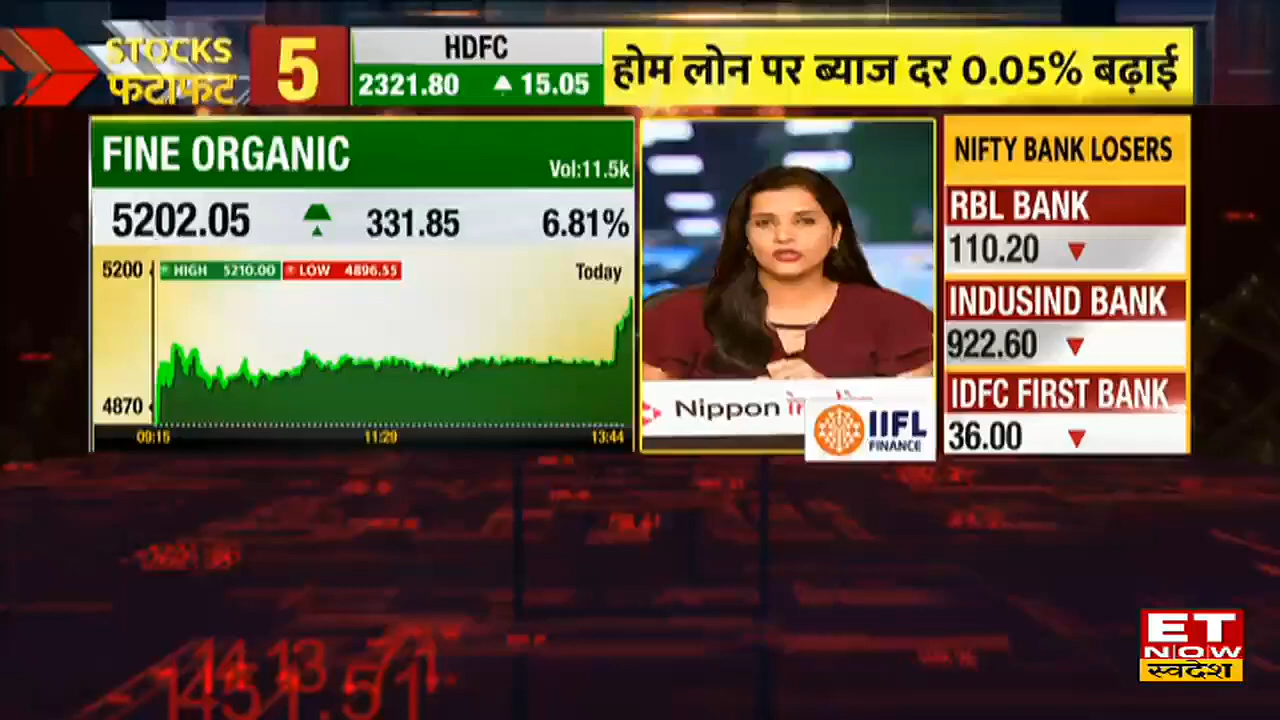 STOCKS
फटाफट
5
HDFC
2321.80 ▲ 15.05
होम लोन पर ब्याज दर 0.05% बढ़ाई
FINE ORGANIC
Vol:11.5k
5202.05 331.85 6.81%
5200
HIGH 5210.00 LOW 4896.55
Today
4870
09:15 11:29 13:44
Nippon
IIFL
FINANCE
NIFTY BANK LOSERS
RBL BANK
110.20 ▼
INDUSIND BANK
922.60 ▼
IDFC FIRST BANK
36.00 ▼
ET
NOW
स्वदेश